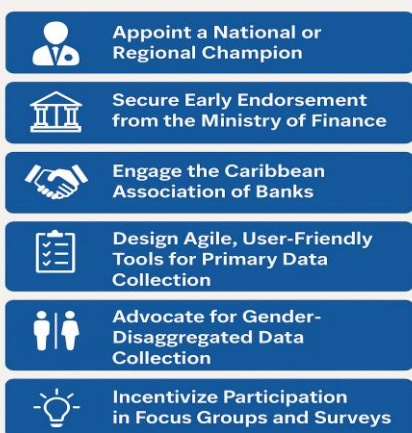 Appoint a National or
Regional Champion
Secure Early Endorsement
from the Ministry of Finance
Engage the Caribbean
Association of Banks
Design Agile, User-Friendly
Tools for Primary Data
Collection
Advocate for Gender-
Disaggregated Data
Collection
Incentivize Participation
in Focus Groups and Surveys